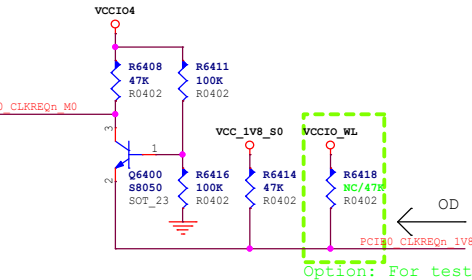 VCCIO4
R6408
47K
R0402
R6411
100K
R0402
0_CLKREQn_M0
3
1
2
Q6400
S8050
SOT_23
R6416
100K
R0402
VCC_1V8_S0
R6414
47K
R0402
VCCIO_WL
R6418
NC/47K
R0402
OD
PCIE0_CLKREQn_1V8
Option: For test